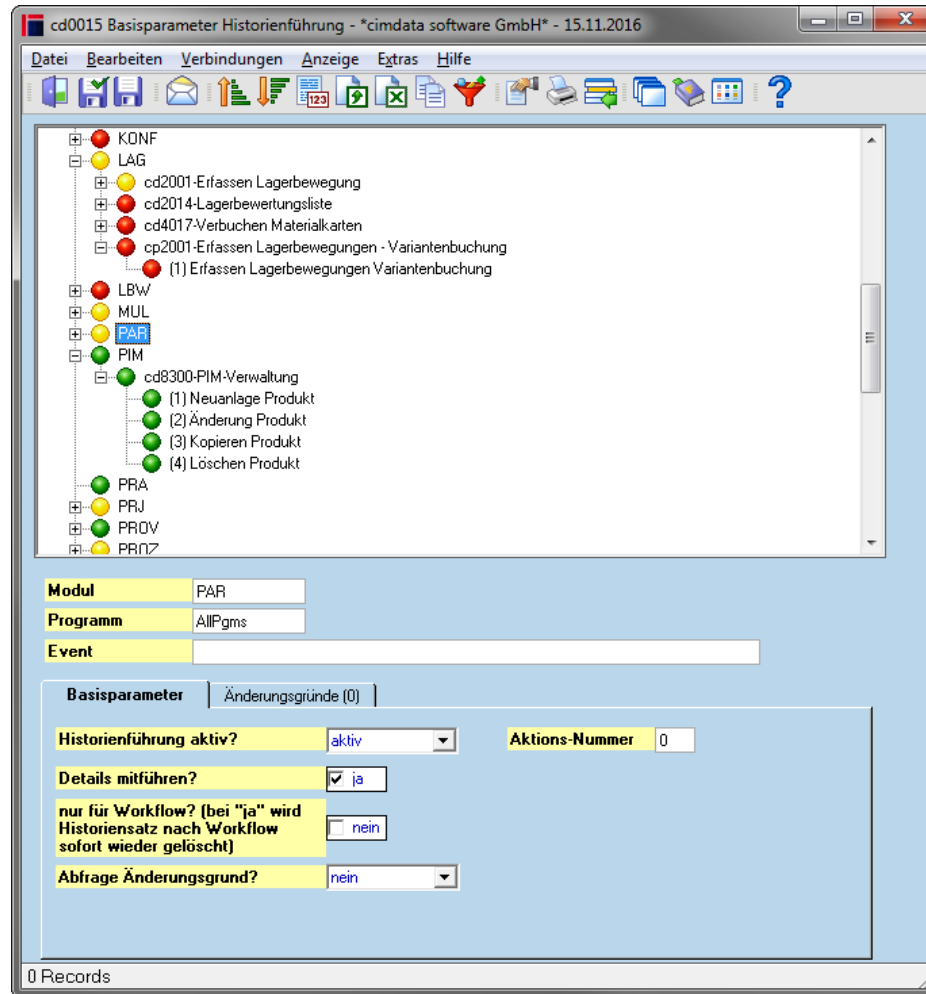 cd0015 Basisparameter Historienführung - *cimdata software GmbH* - 15.11.2016
Datei Bearbeiten Verbindungen Anzeige Extras Hilfe
123
KONF
LAG
cd2001-Erfassen Lagerbewegung
cd2014-Lagerbewertungsliste
cd4017-Verbuchen Materialkarten
cp2001-Erfassen Lagerbewegungen - Variantenbuchung
(1) Erfassen Lagerbewegungen Variantenbuchung
LBW
MUL
PAR
PIM
cd8300-PIM-Verwaltung
(1) Neuanlage Produkt
(2) Änderung Produkt
(3) Kopieren Produkt
(4) Löschen Produkt
PRA
PRJ
PROV
PROZ
Modul PAR
Programm AllPgms
Event
Basisparameter Änderungsgründe (0)
Historienführung aktiv? aktiv Aktions-Nummer 0
Details mitführen? ja
nur für Workflow? (bei "ja" wird
Historiensatz nach Workflow nein
sofort wieder gelöscht)
Abfrage Änderungsgrund? nein
0 Records